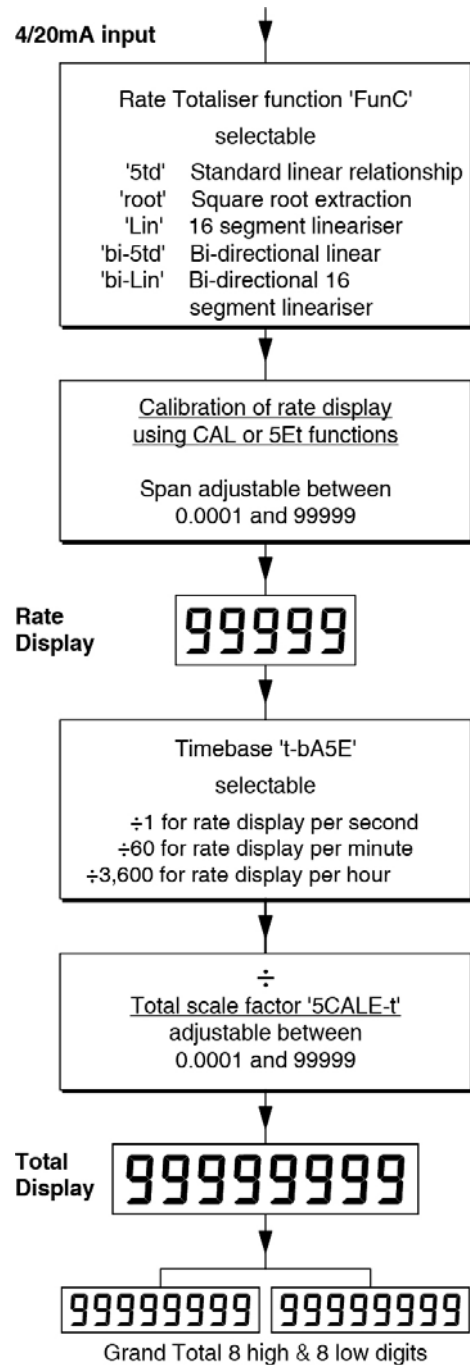 4/20mA input
Rate Totaliser function 'FunC'
selectable
'5td' Standard linear relationship
'root' Square root extraction
'Lin' 16 segment lineariser
'bi-5td' Bi-directional linear
'bi-Lin' Bi-directional 16
segment lineariser
Calibration of rate display
using CAL or 5Et functions
Span adjustable between
0.0001 and 99999
Rate
Display
99999
Timebase 't-bA5E'
selectable
÷1 for rate display per second
÷60 for rate display per minute
÷3,600 for rate display per hour
÷
Total scale factor '5CALE-t'
adjustable between
0.0001 and 99999
Total
Display
99999999
99999999 99999999
Grand Total 8 high & 8 low digits